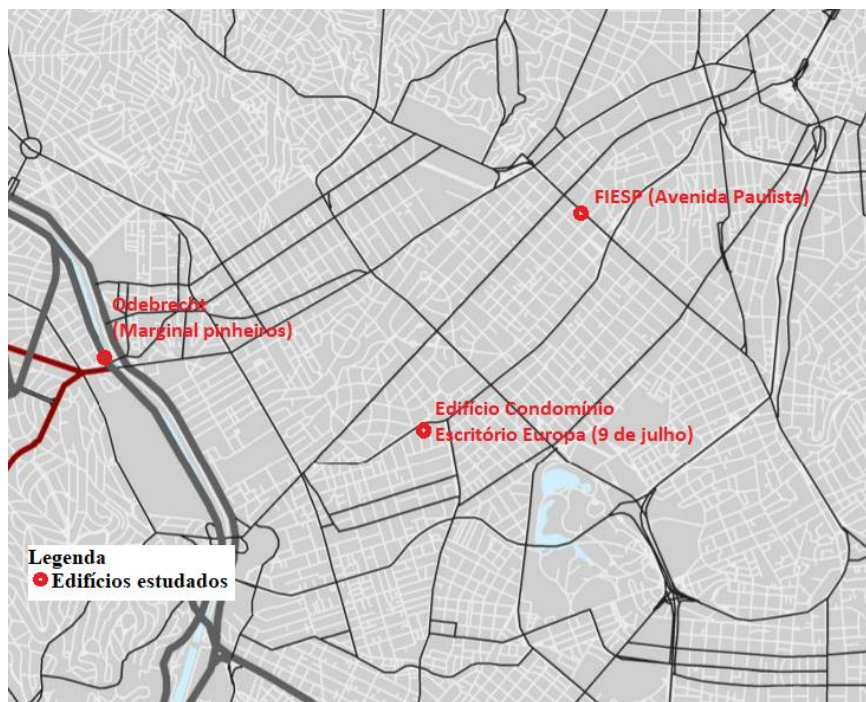 FIESP (Avenida Paulista)
Odebrecht
(Marginal pinheiros)
Edifício Condomínio
Escritório Europa (9 de julho)
Legenda
Edifícios estudados